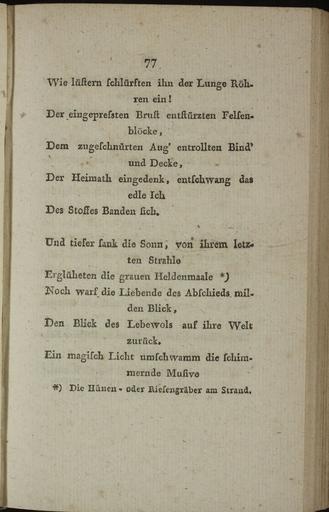 77
Wie lüſtern ſchlürften ihn der Lunge Röh-
ren ein!
Der eingepreſsten Bruſt entſtürzten Felſen-
blöcke,
Dem zugeſchnürten Aug' entrollten Bind'
und Decke,
Der Heimath eingedenk, entſchwang das
edle Ich
Des Stoffes Banden ſich.
Und tiefer ſank die Sonn, von ihrem letz-
ten Strahle
Erglüheten die grauen Heldenmaale *)
Noch warf die Liebende des Abſchieds mil-
den Blick,
Den Blick des Lebewols auf ihre Welt
zurück.
Ein magiſch Licht umſchwamm die ſchim-
mernde Muſive
*) Die Hünen- oder Rieſengräber am Strand.